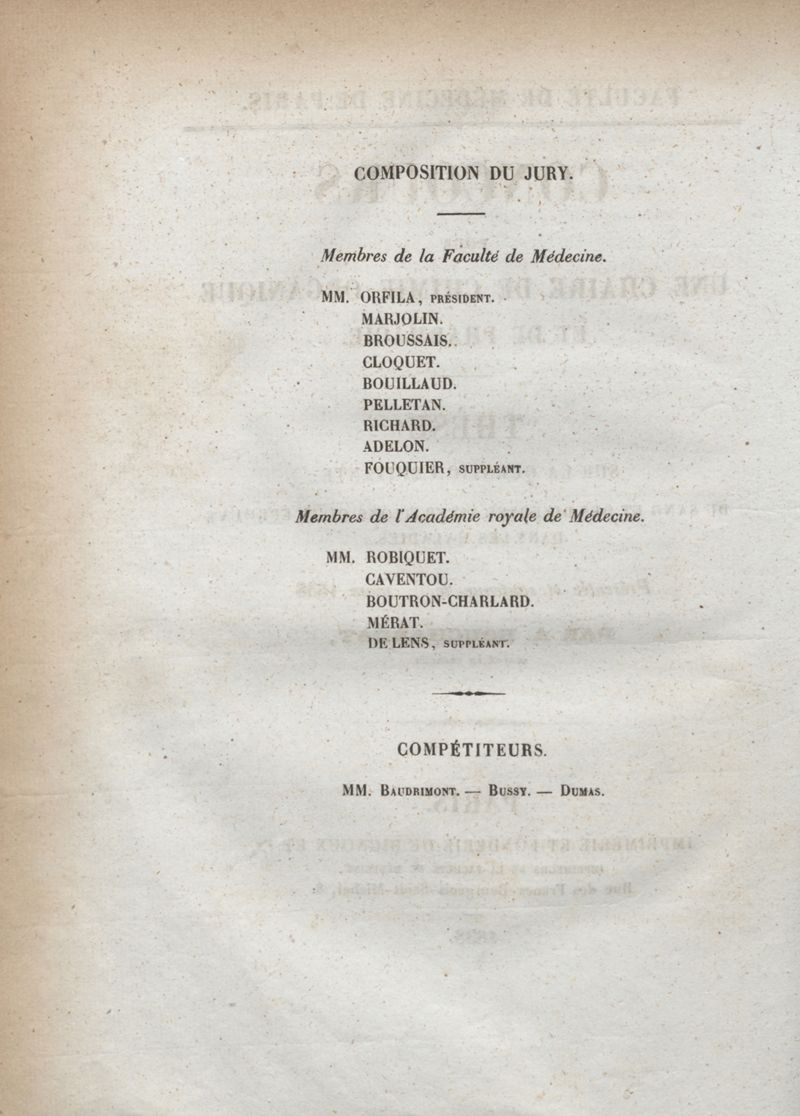 COMPOSITION DU JURY.
Membres de la Faculté de Médecine.
MM. ORFILA, PRÉSIDENT.
MARJOLIN.
BROUSSAIS.
CLOQUET.
BOUILLAUD.
PELLETAN.
RICHARD.
ADELON.
FOUQUIER, SUPPLÉANT.
Membres de l'Académie royale de Médecine.
MM. ROBIQUET.
CAVENTOU.
BOUTRON-CHARLARD.
MÉRAT.
DE LENS, SUPPLÉANT.
COMPÉTITEURS.
MM. BAUDRIMONT. — BUSSY. — DUMAS.